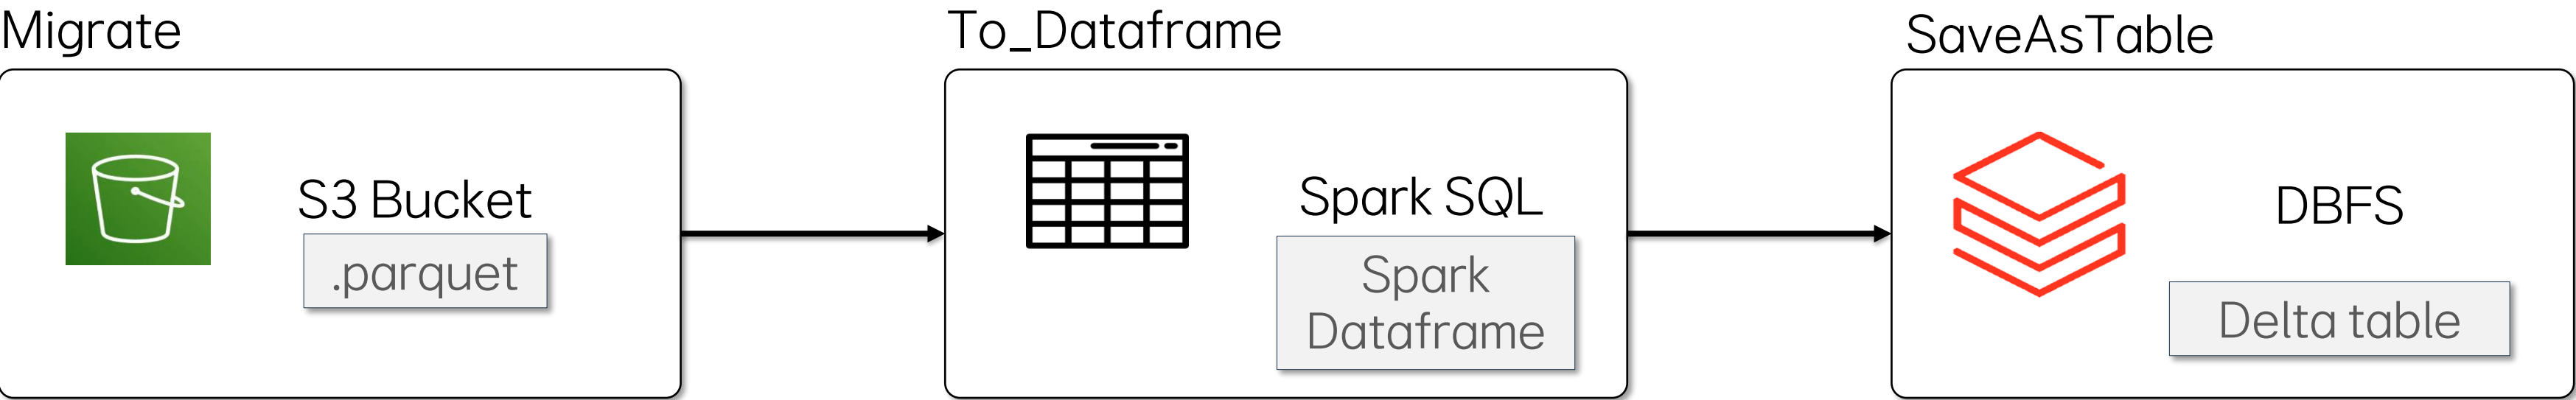 Migrate
S3 Bucket
.parquet
To_Dataframe
Spark SQL
Spark
Dataframe
SaveAsTable
DBFS
Delta table